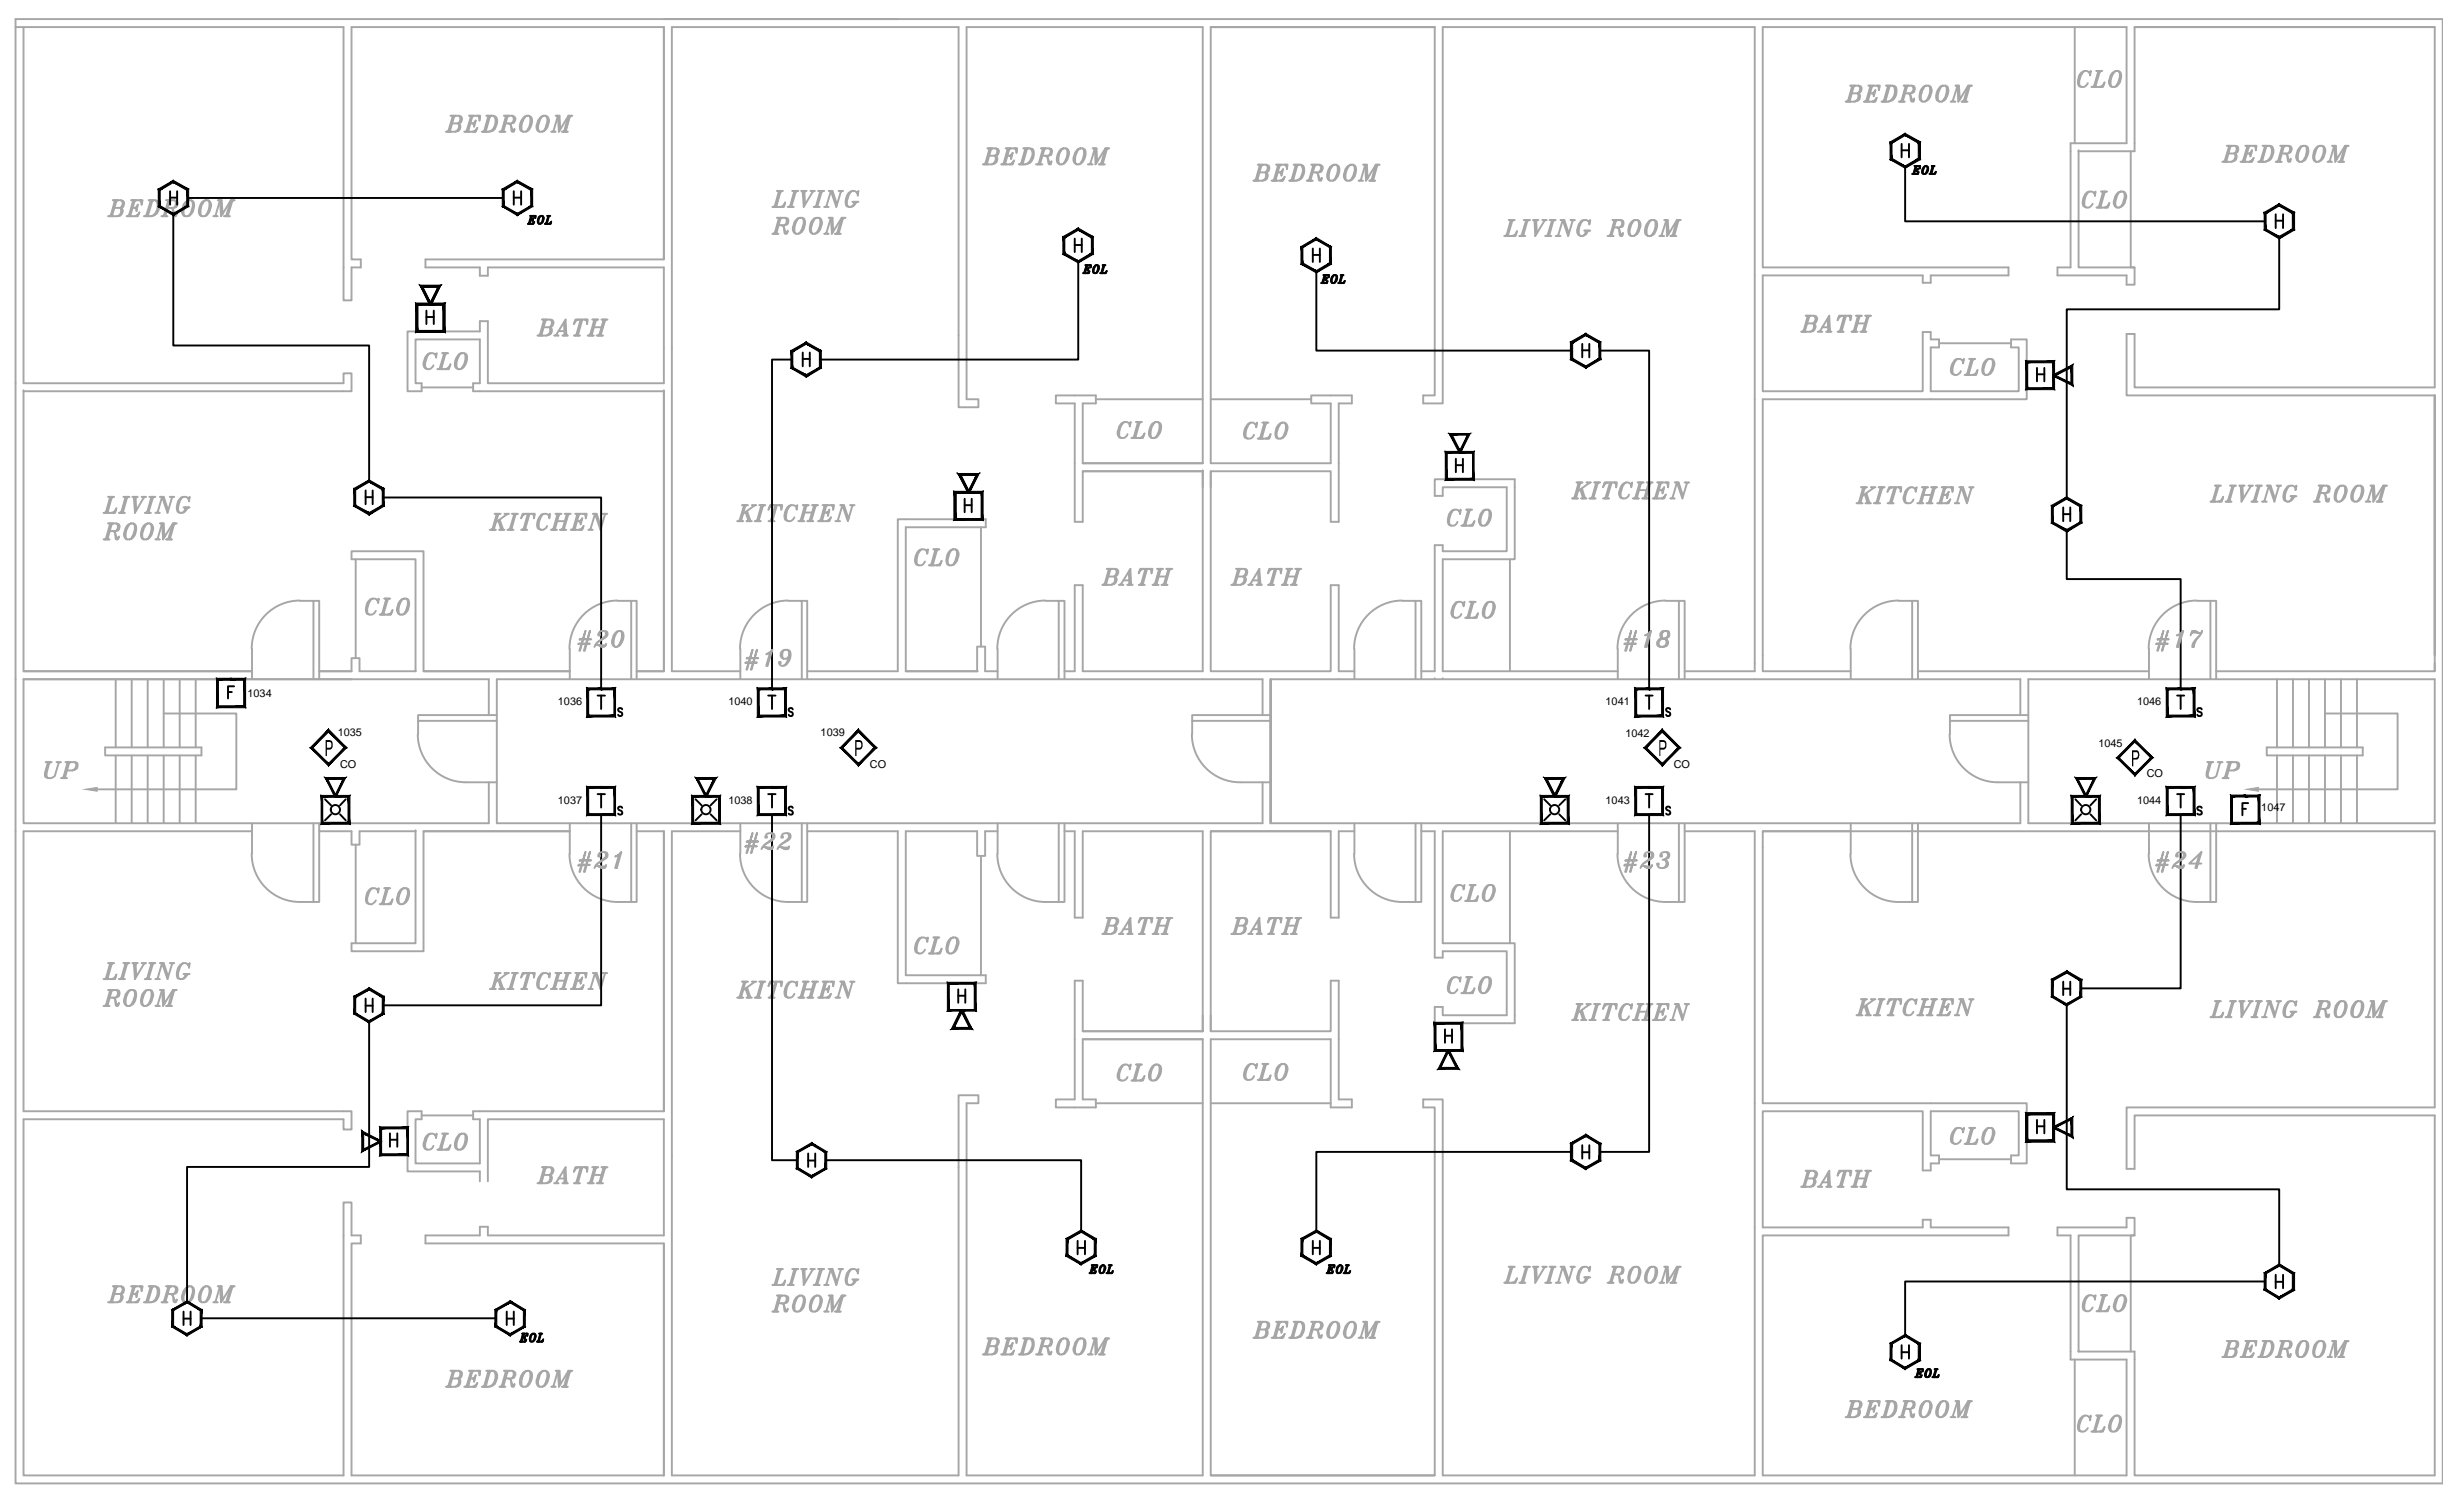 CLO
BEDROOM
BEDROOM
BEDROOM
BEDROOM
BEDROOM
H
EOL
BEDROOM
CLO
H
H
EOL
BEDROOM
LIVING
ROOM
H
LIVING ROOM
H
EOL
H
EOL
H
BATH
BATH
H
H
CLO
CLO
H
CLO
CLO
H
H
LIVING
ROOM
H
KITCHEN
KITCHEN
H
CLO
KITCHEN
KITCHEN
H
LIVING ROOM
CLO
BATH
BATH
CLO
CLO
#20
#19
#18
#17
F 1034
1036 T S
1040 T S
1041 T S
1046 T S
1035
P
CO
1039
P
CO
1042
P
CO
1045
P
CO
UP
UP
1037 T S
1038 T S
1043 T S
1044 T S
F 1047
#21
#22
#23
#24
CLO
CLO
BATH
BATH
CLO
LIVING
ROOM
H
KITCHEN
KITCHEN
H
CLO
H
KITCHEN
KITCHEN
H
LIVING ROOM
CLO
CLO
H
CLO
BATH
H
H
CLO
H
BATH
BEDROOM
H
H
EOL
LIVING
ROOM
H
EOL
H
EOL
LIVING ROOM
H
CLO
BEDROOM
BEDROOM
BEDROOM
H
EOL
BEDROOM
BEDROOM
CLO